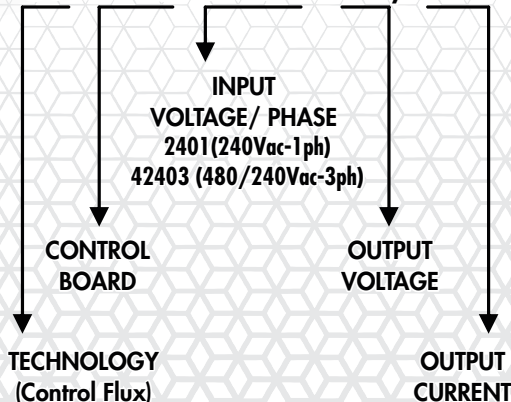 INPUT
VOLTAGE/ PHASE
2401(240Vac-1ph)
42403 (480/240Vac-3ph)
CONTROL
BOARD
OUTPUT
VOLTAGE
TECHNOLOGY
(Control Flux)
OUTPUT
CURRENT